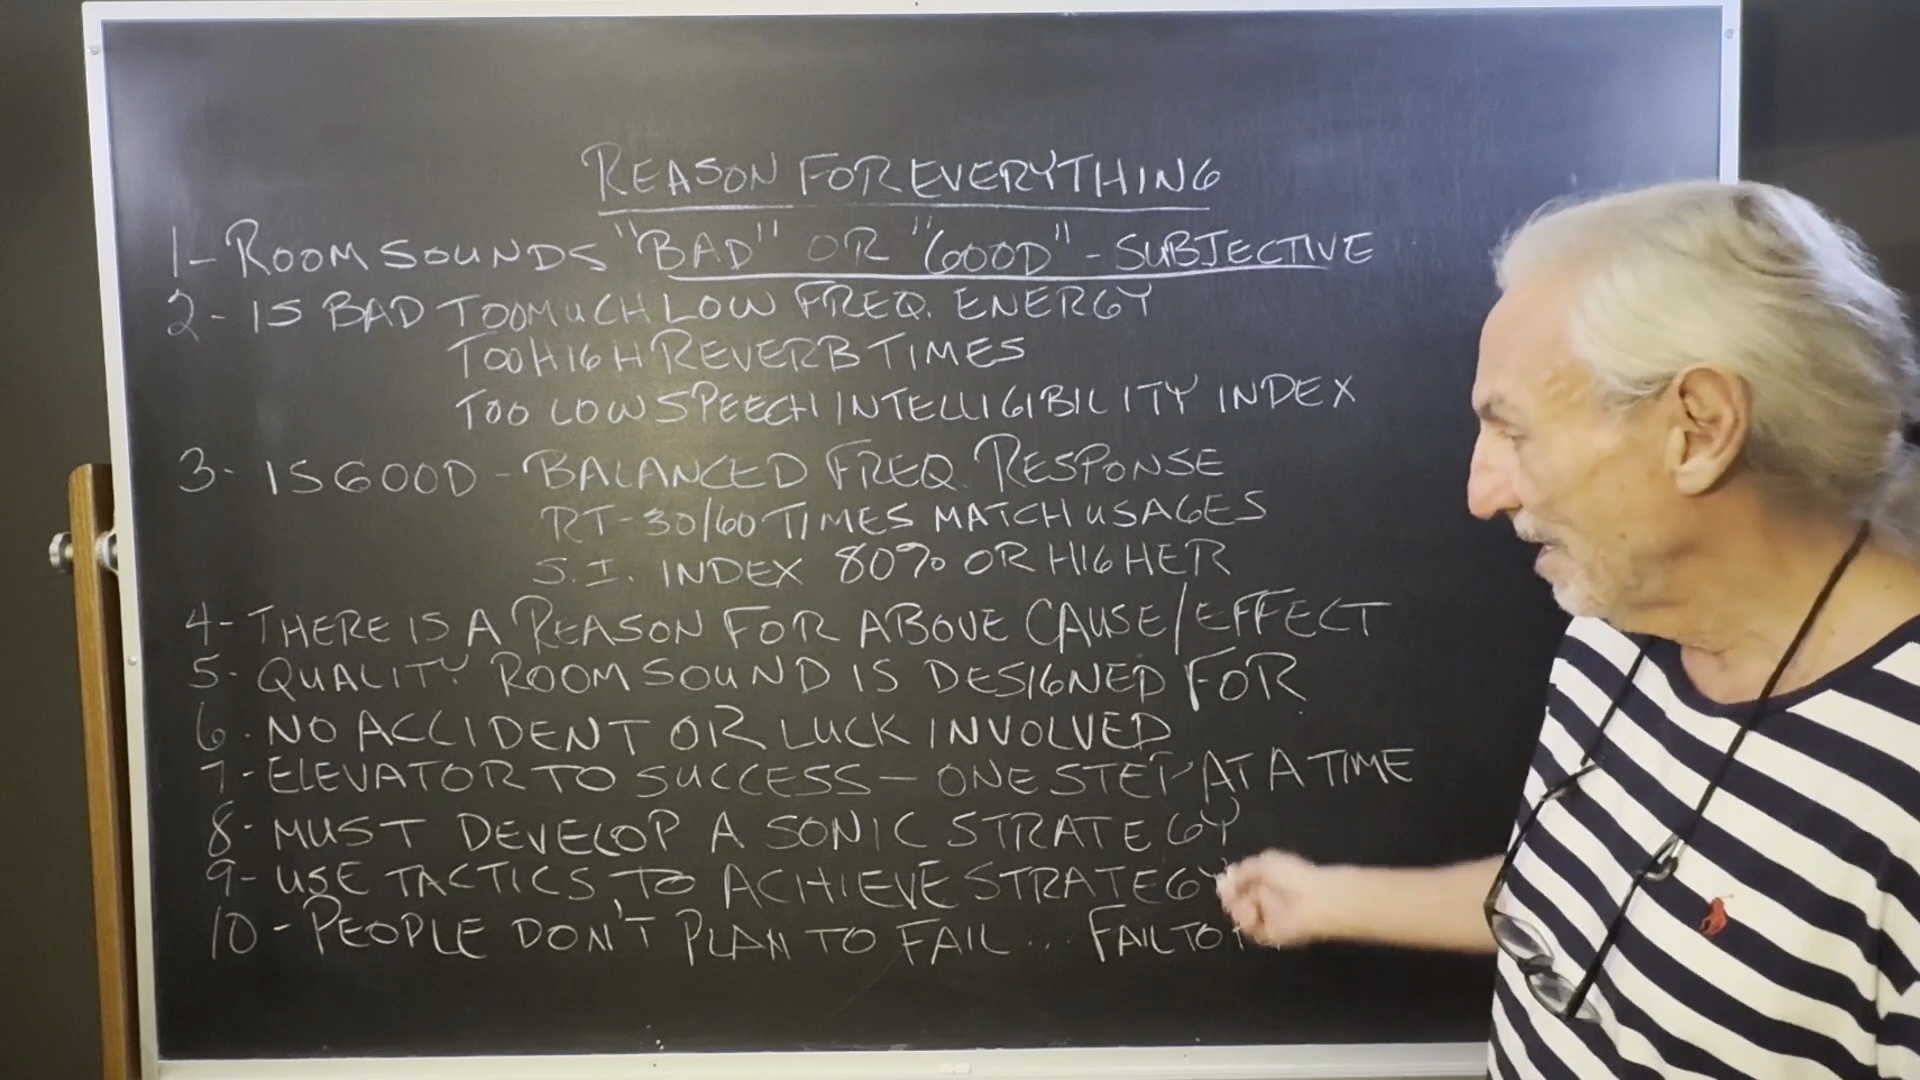 REASON FOR EVERYTHING
1- ROOM SOUNDS "BAD" OR "GOOD" - SUBJECTIVE
2- IS BAD TOO MUCH LOW FREQ. ENERGY
TOO HIGH REVERB TIMES
TOO LOW SPEECH INTELLIGIBILITY INDEX
3- IS GOOD - BALANCED FREQ. RESPONSE
RT-30/60 TIMES MATCH USAGES
S.I. INDEX 80% OR HIGHER
4- THERE IS A REASON FOR ABOVE CAUSE/EFFECT
5- QUALITY ROOM SOUND IS DESIGNED FOR
6- NO ACCIDENT OR LUCK INVOLVED
7- ELEVATOR TO SUCCESS - ONE STEP AT A TIME
8- MUST DEVELOP A SONIC STRATEGY
9- USE TACTICS TO ACHIEVE STRATEGY
10- PEOPLE DON'T PLAN TO FAIL... FAIL TO